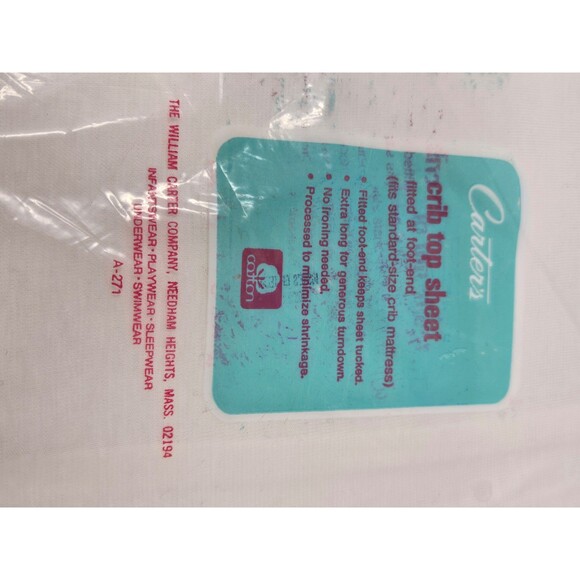 Carter's
crib top sheet
fitted at foot-end
(fits standard-size crib mattress)
• Fitted foot-end keeps sheet tucked.
• Extra long for generous turndown.
• No ironing needed.
• Processed to minimize shrinkage.
cotton
THE WILLIAM CARTER COMPANY, NEEDHAM HEIGHTS, MASS. 02194
INFANTSWEAR • PLAYWEAR • SLEEPWEAR
UNDERWEAR • SWIMWEAR
A-271